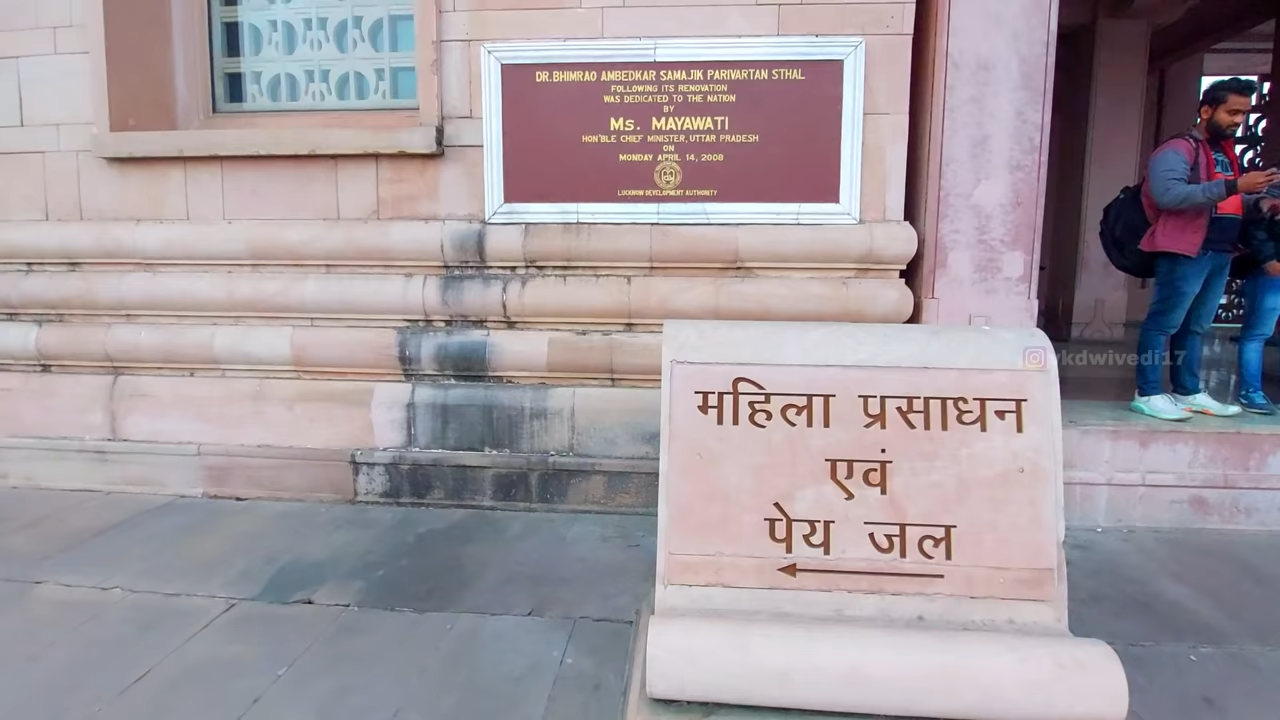 DR.BHIMRAO AMBEDKAR SAMAJIK PARIVARTAN STHAL
FOLLOWING ITS RENOVATION
WAS DEDICATED TO THE NATION
BY
MS. MAYAWATI
HON'BLE CHIEF MINISTER, UTTAR PRADESH
ON
MONDAY APRIL 14, 2008
LUCKNOW DEVELOPMENT AUTHORITY
vkdwivedi17
महिला प्रसाधन
एवं
पेय जल